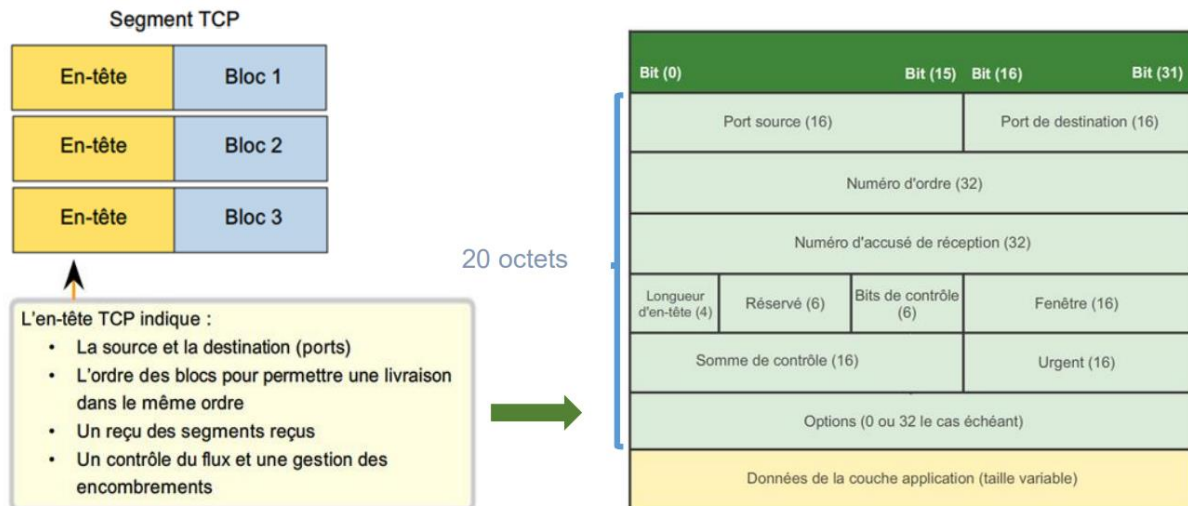 Segment TCP
En-tête Bloc 1
En-tête Bloc 2
En-tête Bloc 3
L'en-tête TCP indique :
• La source et la destination (ports)
• L'ordre des blocs pour permettre une livraison
dans le même ordre
• Un reçu des segments reçus
• Un contrôle du flux et une gestion des
encombrements
20 octets
Bit (0) Bit (15) Bit (16) Bit (31)
Port source (16) Port de destination (16)
Numéro d'ordre (32)
Numéro d'accusé de réception (32)
Longueur
d'en-tête (4)
Réservé (6)
Bits de contrôle
(6)
Fenêtre (16)
Somme de contrôle (16) Urgent (16)
Options (0 ou 32 le cas échéant)
Données de la couche application (taille variable)